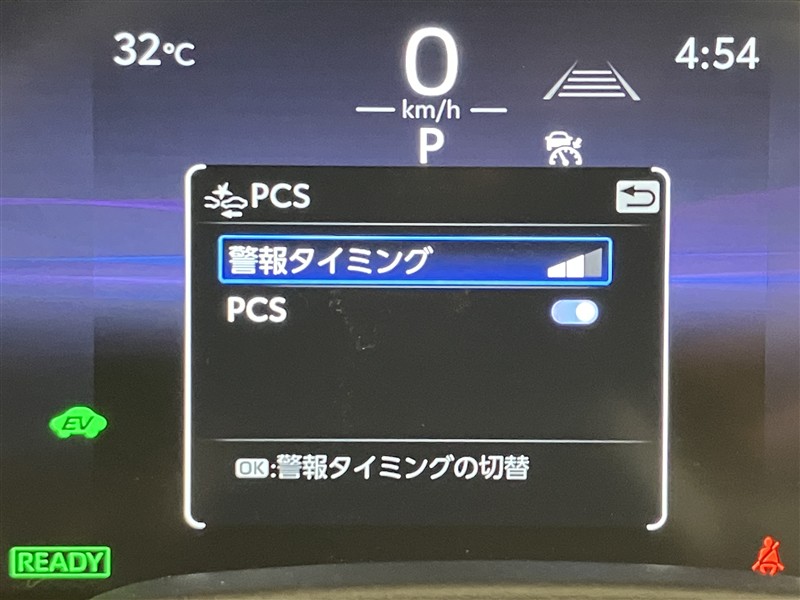 32℃
0
4:54
km/h
P
PCS
警報タイミング
PCS
EV
OK:警報タイミングの切替
READY